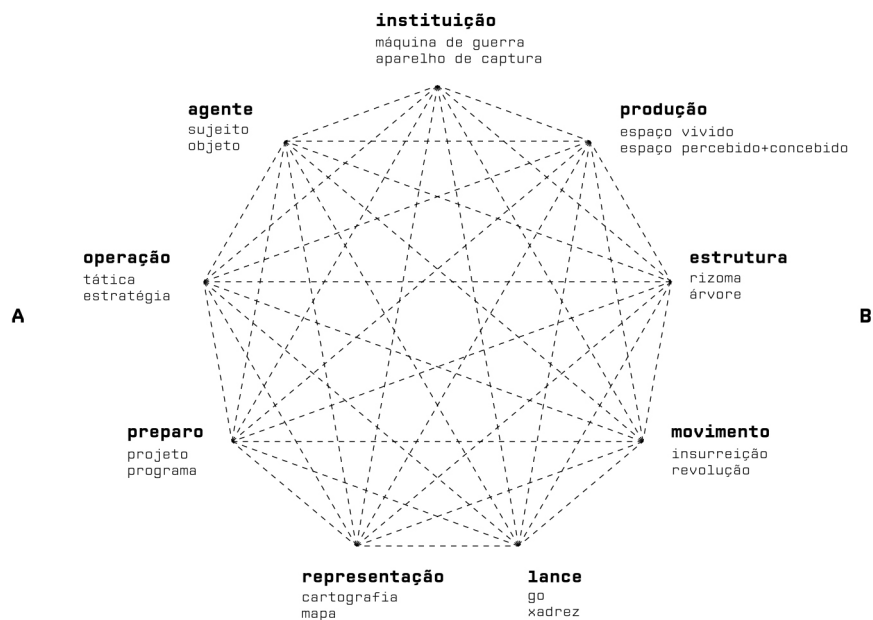 instituição
máquina de guerra
aparelho de captura
agente
sujeito
objeto
produção
espaço vivido
espaço percebido+concebido
operação
tática
estratégia
estrutura
rizoma
árvore
A
B
preparo
projeto
programa
movimento
insurreição
revolução
representação
cartografia
mapa
lance
go
xadrez